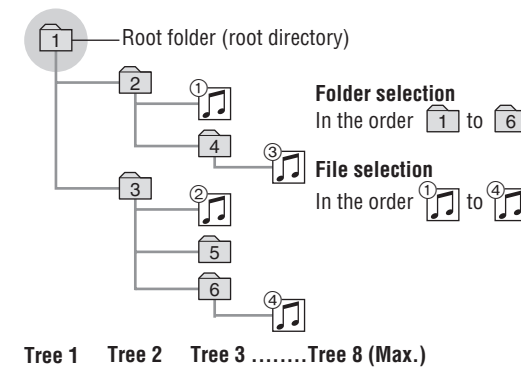 1 Root folder (root directory)
2 ①
4 ③
3 ②
5
6 ④
Folder selection
In the order 1 to 6
File selection
In the order ① to ④
Tree 1 Tree 2 Tree 3 ........Tree 8 (Max.)